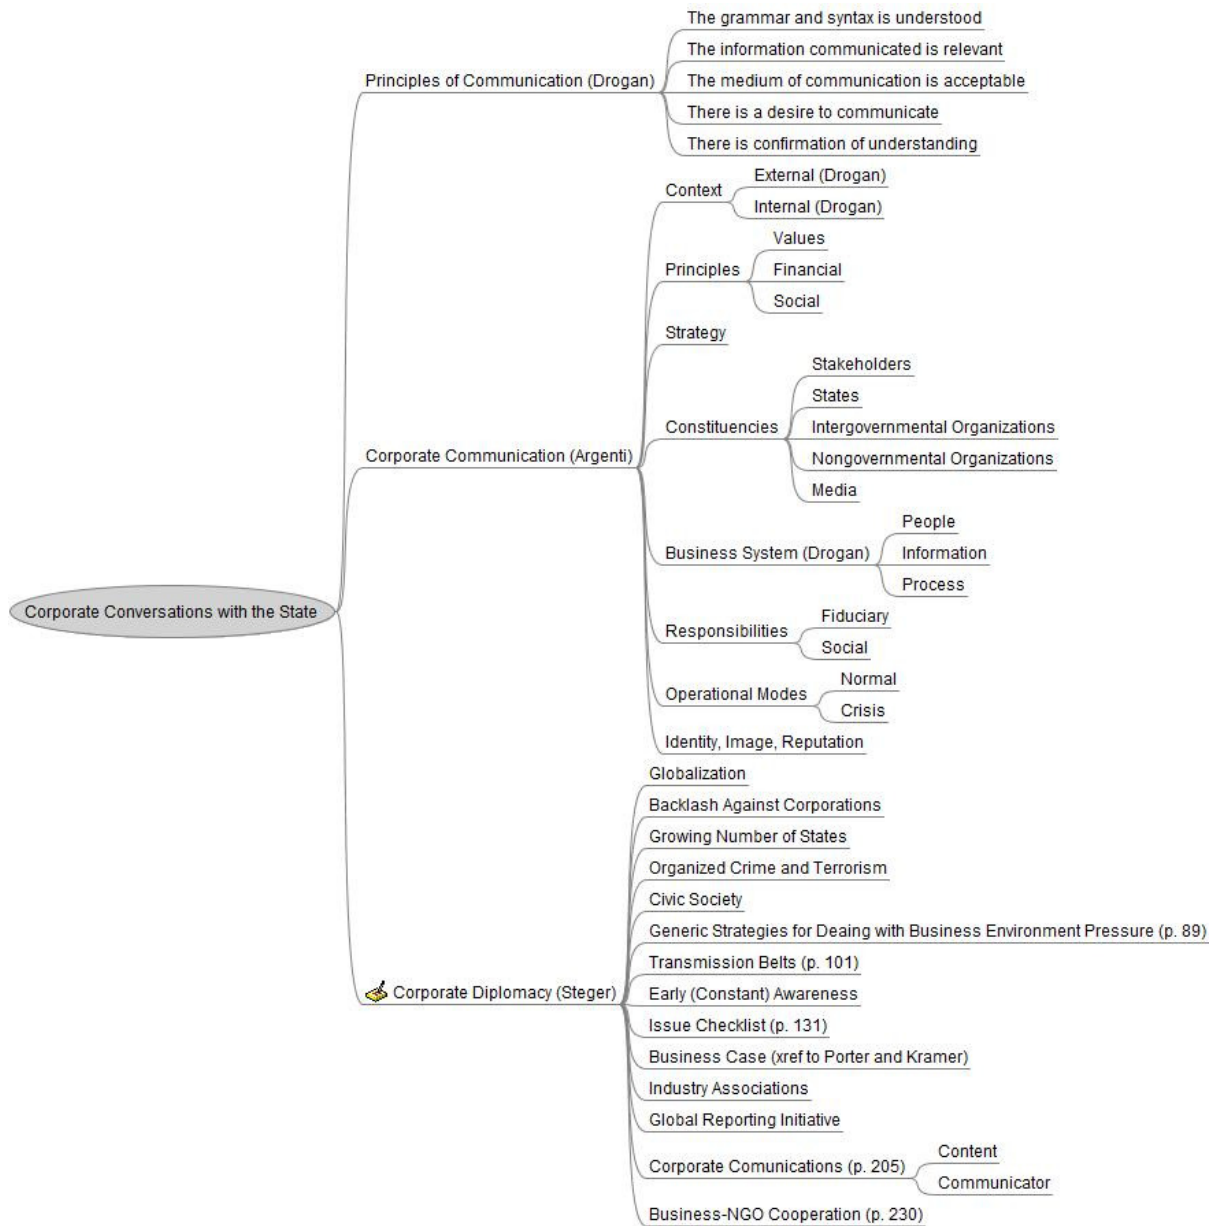 The grammar and syntax is understood
The information communicated is relevant
Principles of Communication (Drogan)
The medium of communication is acceptable
There is a desire to communicate
There is confirmation of understanding
External (Drogan)
Context
Internal (Drogan)
Values
Principles
Financial
Social
Strategy
Stakeholders
States
Constituencies
Intergovernmental Organizations
Corporate Communication (Argenti)
Nongovernmental Organizations
Media
People
Business System (Drogan)
Information
Process
Corporate Conversations with the State
Fiduciary
Responsibilities
Social
Normal
Operational Modes
Crisis
Identity, Image, Reputation
Globalization
Backlash Against Corporations
Growing Number of States
Organized Crime and Terrorism
Civic Society
Generic Strategies for Deaing with Business Environment Pressure (p. 89)
Transmission Belts (p. 101)
Corporate Diplomacy (Steger)
Early (Constant) Awareness
Issue Checklist (p. 131)
Business Case (xref to Porter and Kramer)
Industry Associations
Global Reporting Initiative
Content
Corporate Comunications (p. 205)
Communicator
Business-NGO Cooperation (p. 230)